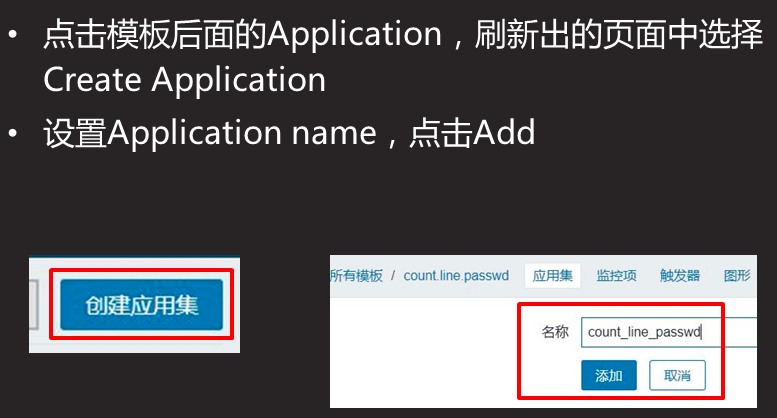 • 点击模板后面的Application，刷新出的页面中选择
Create Application
• 设置Application name，点击Add
创建应用集
所有模板 / count.line.passwd 应用集 监控项 触发器 图形
名称 count_line_passwd
添加 取消